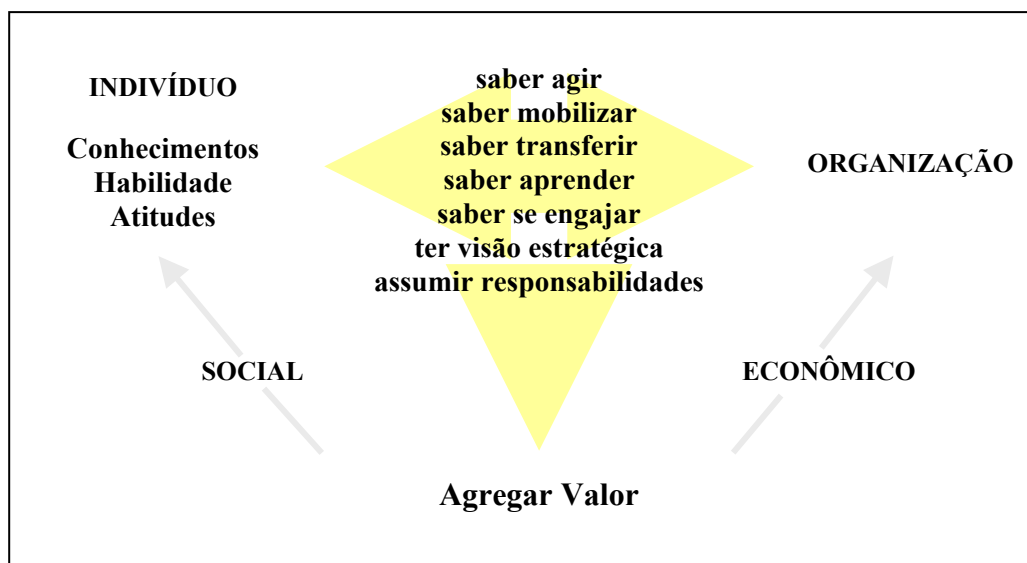 INDIVÍDUO
Conhecimentos
Habilidade
Atitudes
saber agir
saber mobilizar
saber transferir
saber aprender
saber se engajar
ter visão estratégica
assumir responsabilidades
ORGANIZAÇÃO
SOCIAL
ECONÔMICO
Agregar Valor